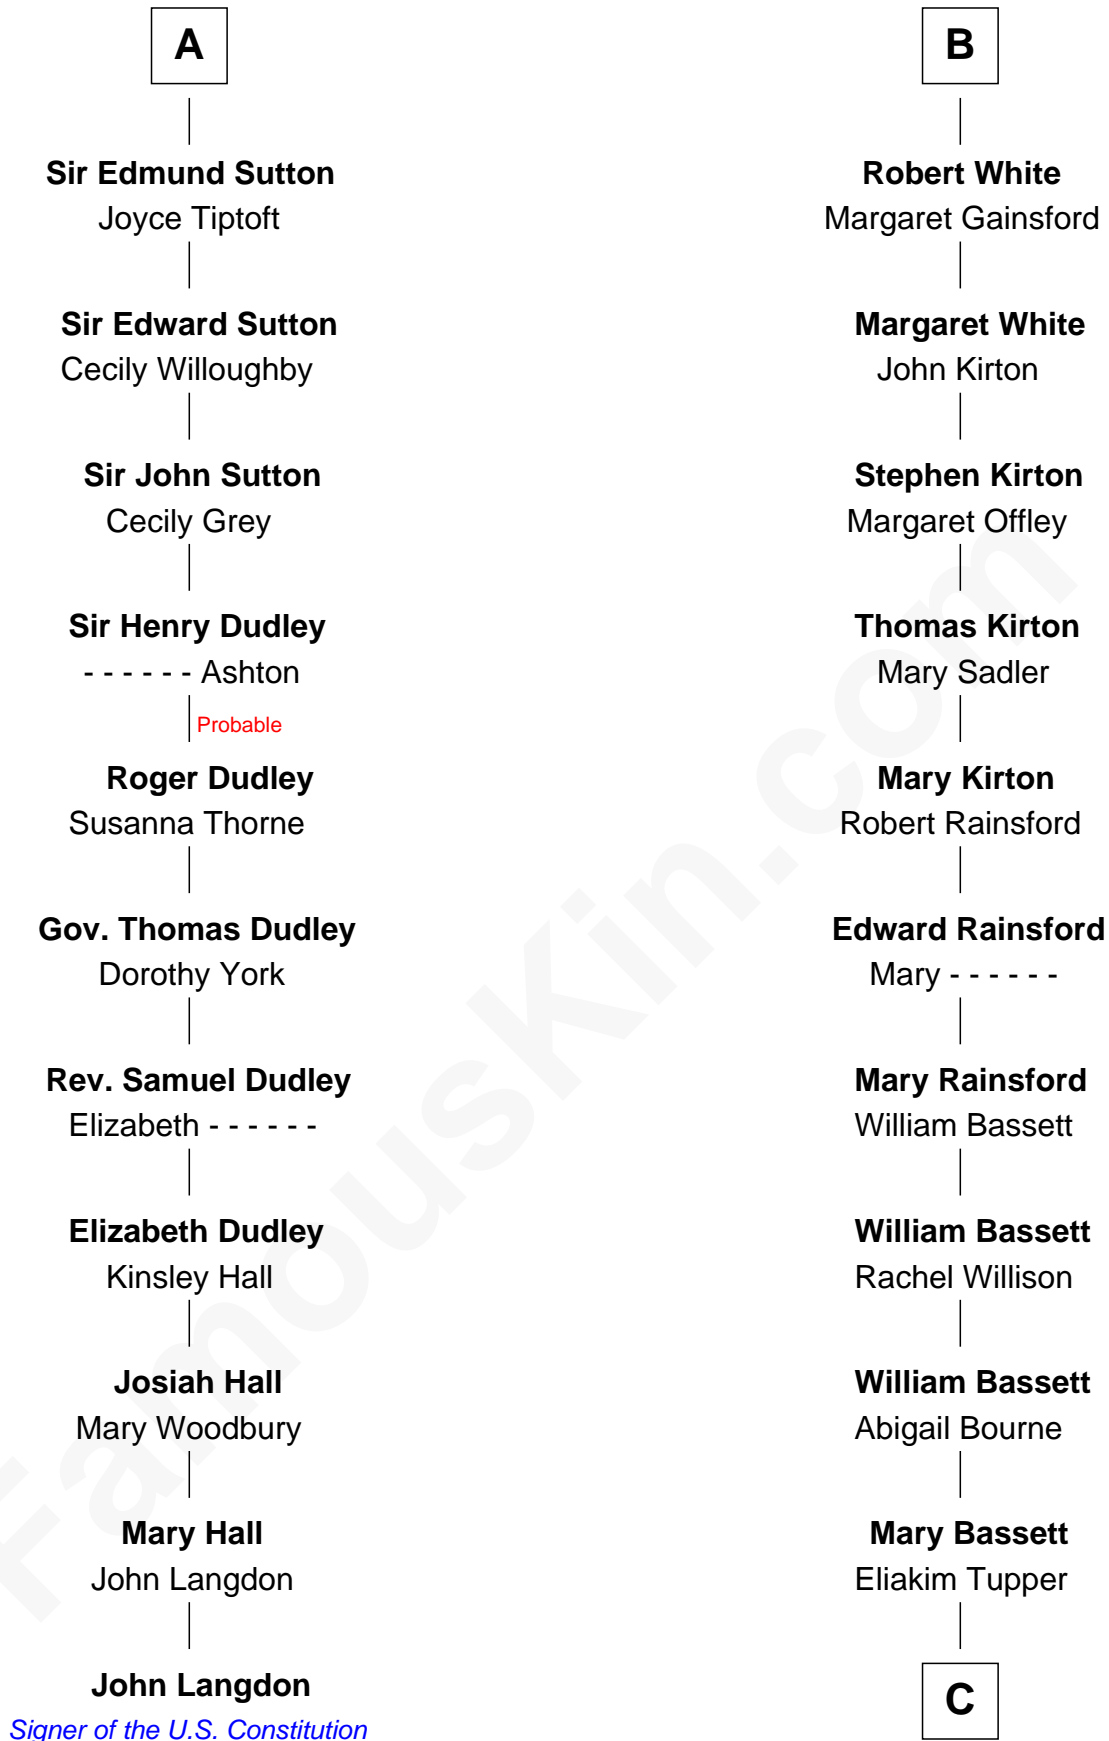 A
Sir Edmund Sutton
Joyce Tiptoft
Sir Edward Sutton
Cecily Willoughby
Sir John Sutton
Cecily Grey
Sir Henry Dudley
- - - - - - Ashton
Probable
Roger Dudley
Susanna Thorne
Gov. Thomas Dudley
Dorothy York
Rev. Samuel Dudley
Elizabeth - - - - - -
Elizabeth Dudley
Kinsley Hall
Josiah Hall
Mary Woodbury
Mary Hall
John Langdon
John Langdon
Signer of the U.S. Constitution
B
Robert White
Margaret Gainsford
Margaret White
John Kirton
Stephen Kirton
Margaret Offley
Thomas Kirton
Mary Sadler
Mary Kirton
Robert Rainsford
Edward Rainsford
Mary - - - - - -
Mary Rainsford
William Bassett
William Bassett
Rachel Willison
William Bassett
Abigail Bourne
Mary Bassett
Eliakim Tupper
C
FamousKin.com